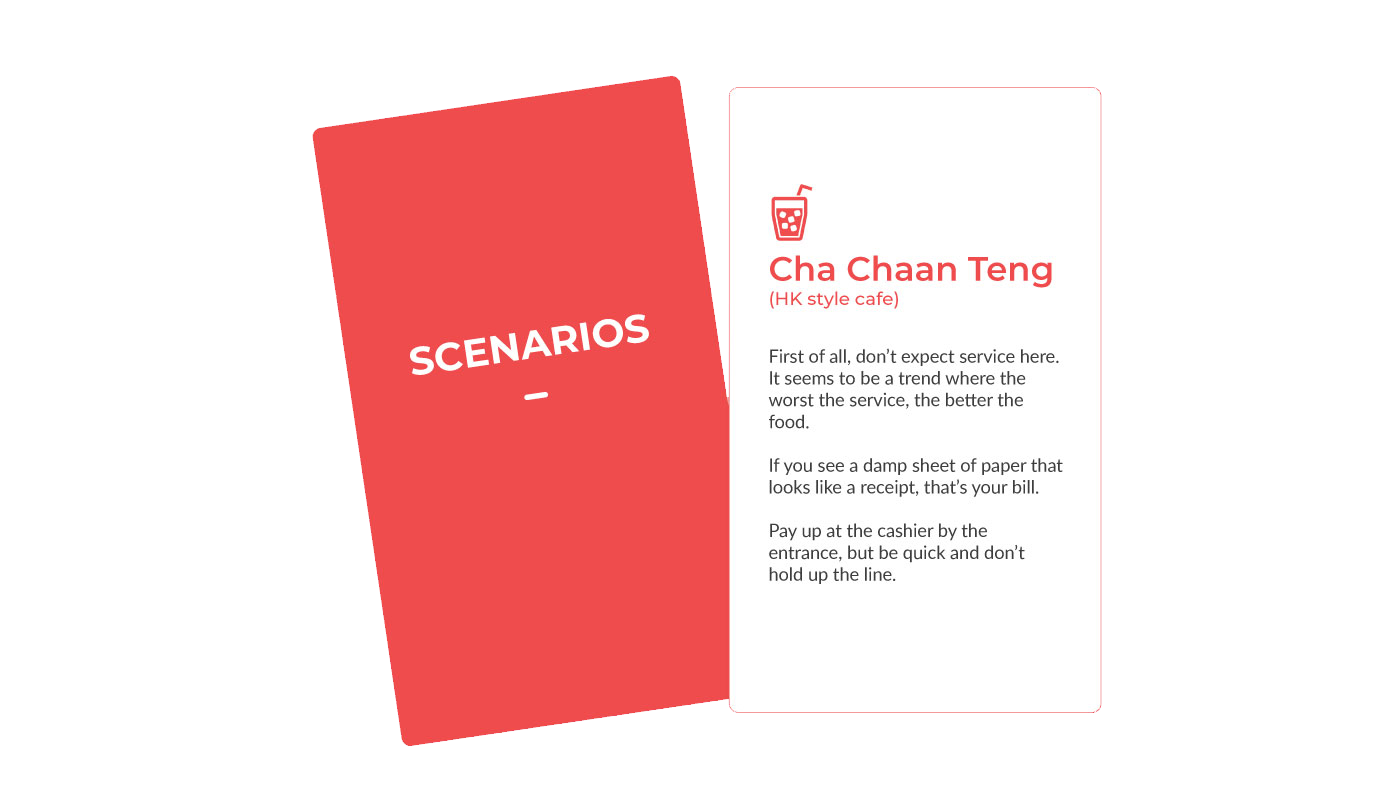 SCENARIOS
Cha Chaan Teng
(HK style cafe)
First of all, don’t expect service here.
It seems to be a trend where the
worst the service, the better the
food.
If you see a damp sheet of paper that
looks like a receipt, that’s your bill.
Pay up at the cashier by the
entrance, but be quick and don’t
hold up the line.